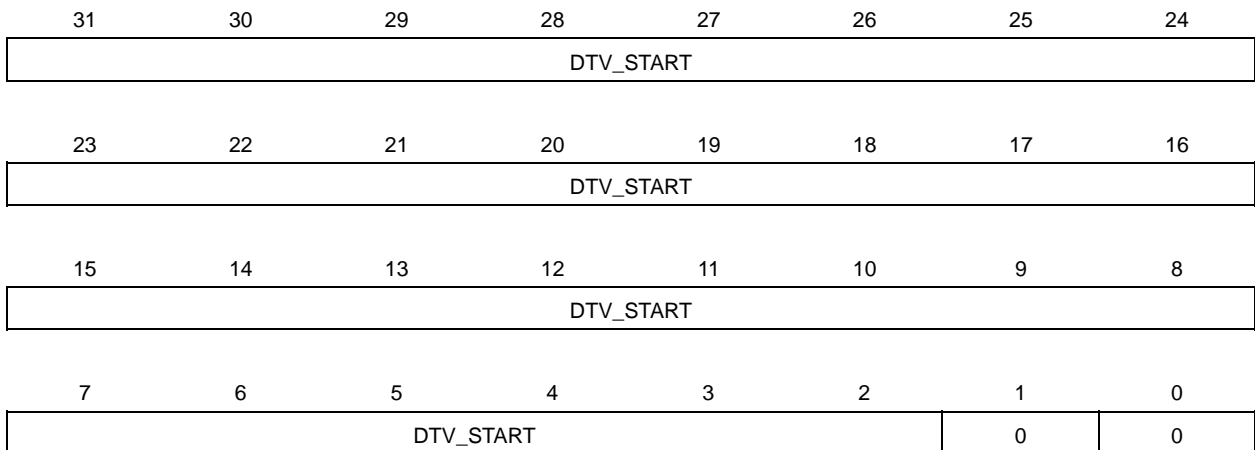 31 30 29 28 27 26 25 24
DTV_START
23 22 21 20 19 18 17 16
DTV_START
15 14 13 12 11 10 9 8
DTV_START
7 6 5 4 3 2 1 0
DTV_START 0 0